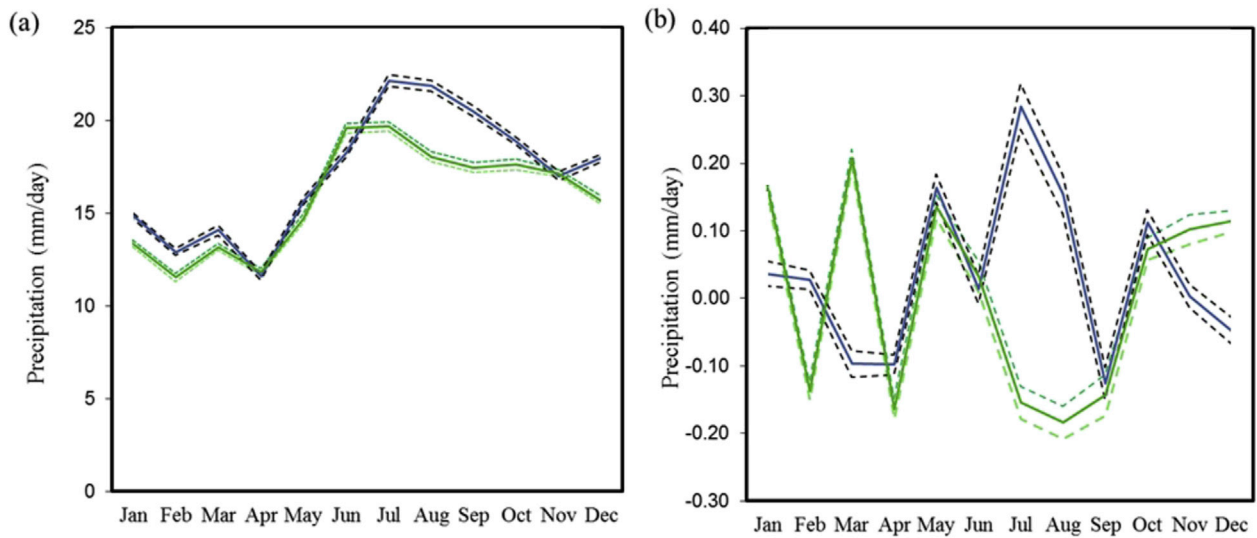 (a)
25
20
15
10
5
0
Precipitation (mm/day)
Jan Feb Mar Apr May Jun Jul Aug Sep Oct Nov Dec
(b)
0.40
0.30
0.20
0.10
0.00
-0.10
-0.20
-0.30
Precipitation (mm/day)
Jan Feb Mar Apr May Jun Jul Aug Sep Oct Nov Dec